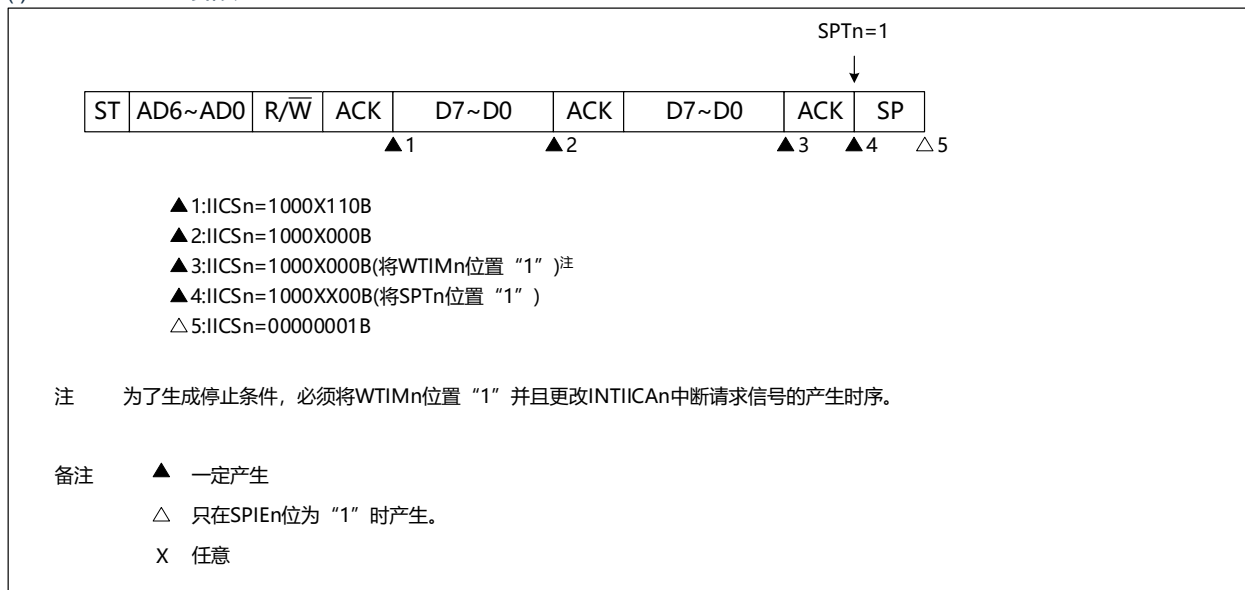 SPTn=1
↓
ST AD6~AD0 R/W̅ ACK D7~D0 ACK D7~D0 ACK SP
▲1 ▲2 ▲3 ▲4 △5
▲1:IICSn=1000X110B
▲2:IICSn=1000X000B
▲3:IICSn=1000X000B(将WTIMn位置“1”)注
▲4:IICSn=1000XX00B(将SPTn位置“1”)
△5:IICSn=00000001B
注 为了生成停止条件，必须将WTIMn位置“1”并且更改INTIICAn中断请求信号的产生时序。
备注 ▲ 一定产生
△ 只在SPIEn位为“1”时产生。
X 任意